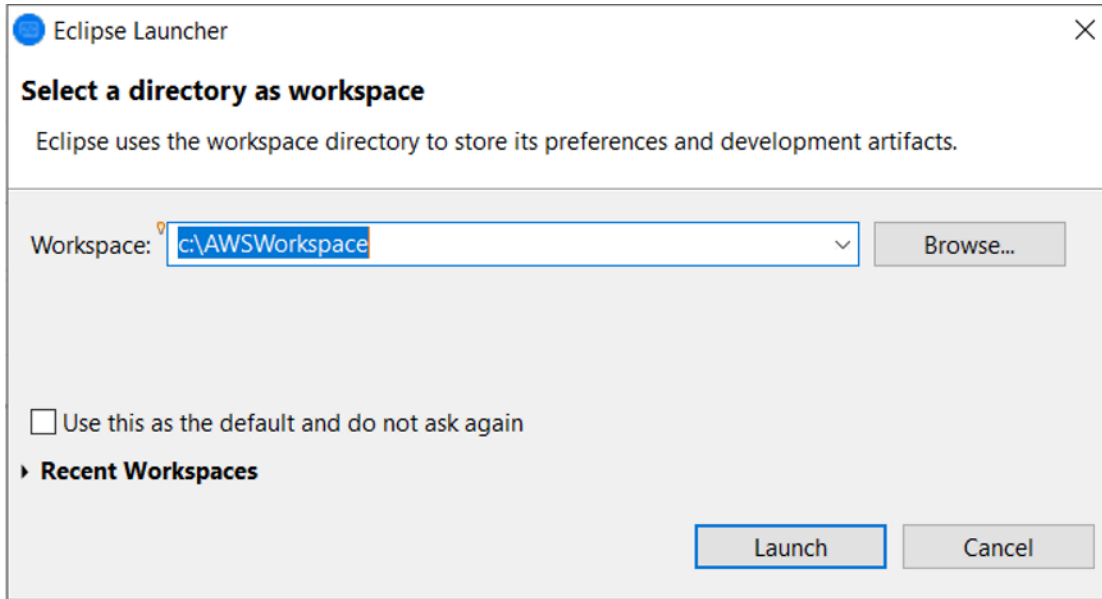 Eclipse Launcher
Select a directory as workspace
Eclipse uses the workspace directory to store its preferences and development artifacts.
Workspace: c:\AWSWorkspace Browse...
Use this as the default and do not ask again
Recent Workspaces
Launch Cancel